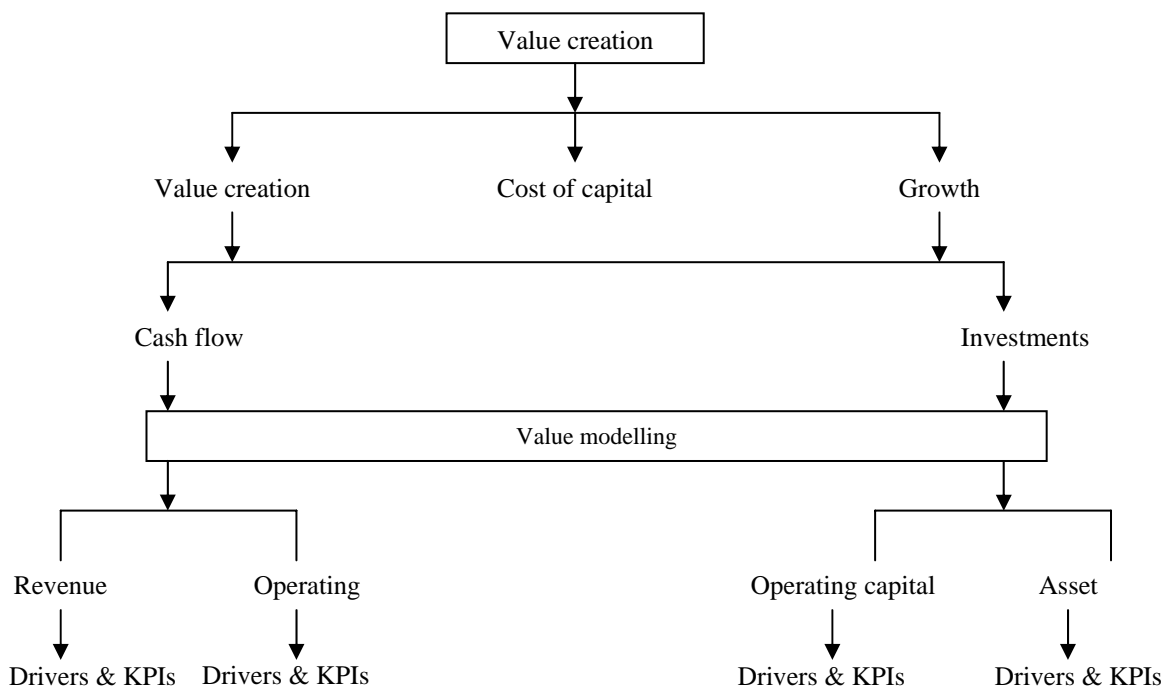 Value creation
Value creation
Cost of capital
Growth
Cash flow
Investments
Value modelling
Revenue
Operating
Operating capital
Asset
Drivers & KPIs
Drivers & KPIs
Drivers & KPIs
Drivers & KPIs